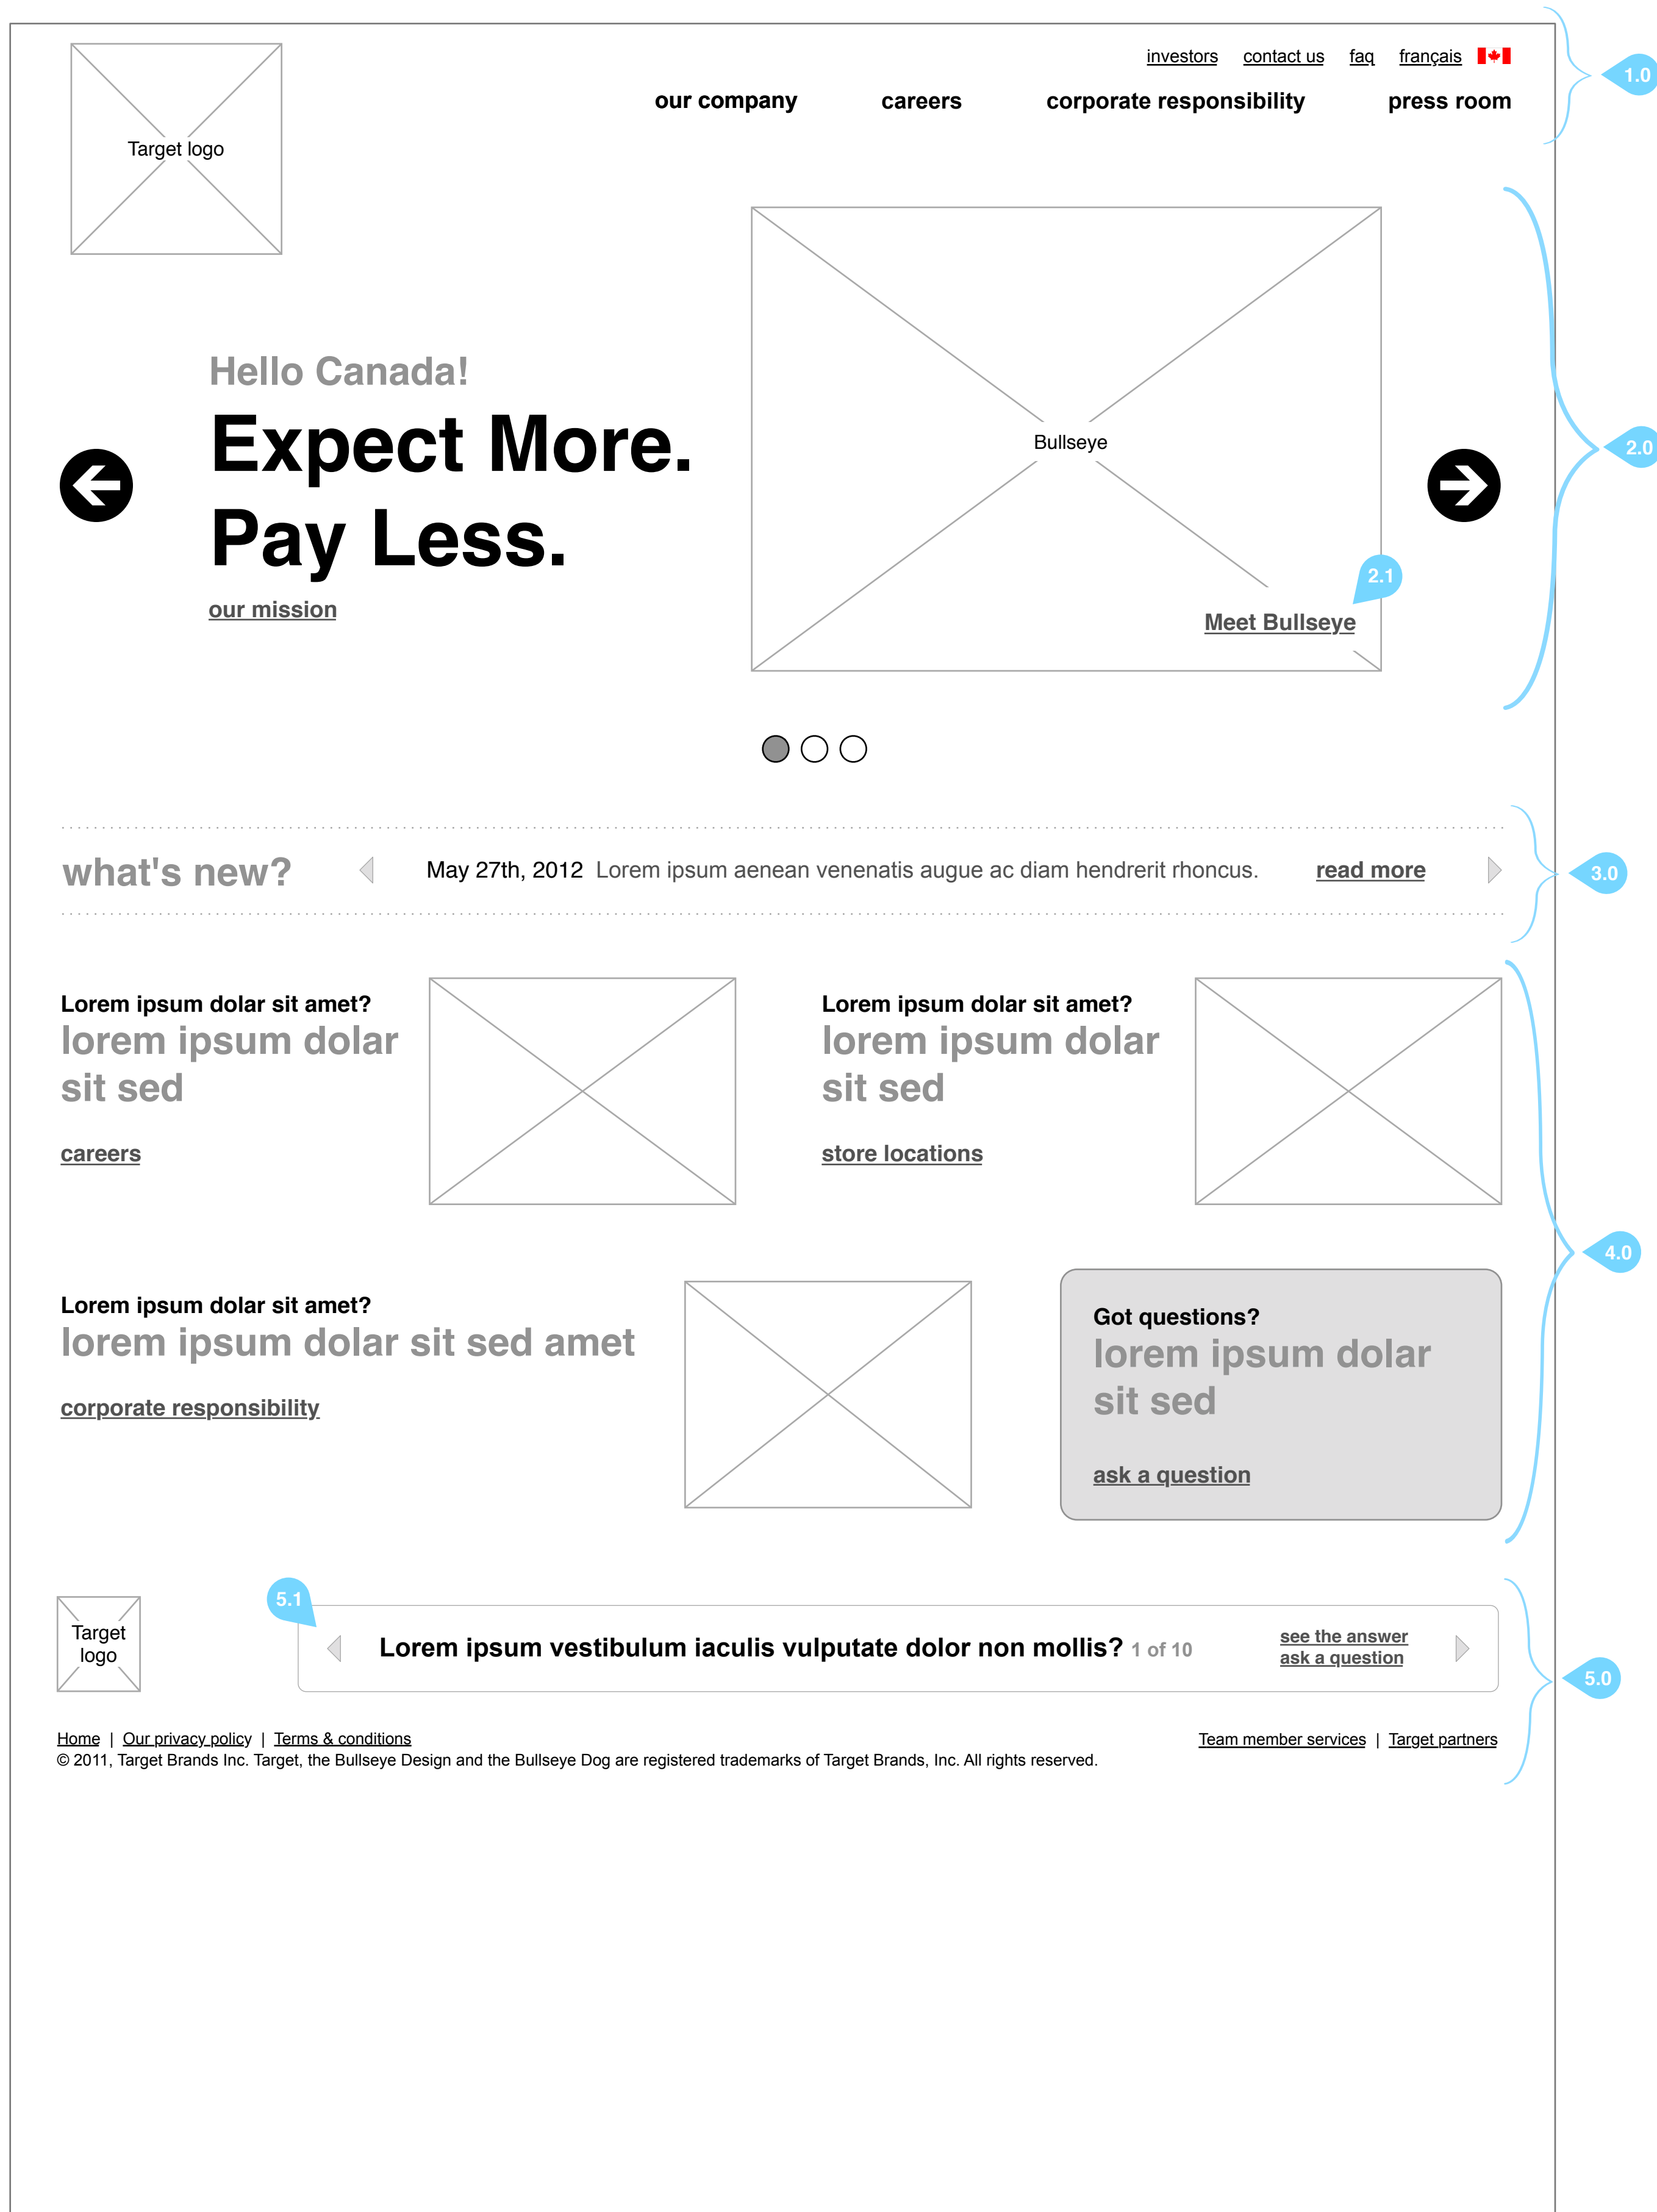 investors contact us faq français
1.0
our company careers corporate responsibility press room
Target logo
Hello Canada!
Expect More.
Pay Less.
our mission
Bullseye
2.0
2.1
Meet Bullseye
what's new?
May 27th, 2012 Lorem ipsum aenean venenatis augue ac diam hendrerit rhoncus. read more
3.0
Lorem ipsum dolar sit amet?
lorem ipsum dolar
sit sed
careers
Lorem ipsum dolar sit amet?
lorem ipsum dolar
sit sed
store locations
4.0
Lorem ipsum dolar sit amet?
lorem ipsum dolar sit sed amet
corporate responsibility
Got questions?
lorem ipsum dolar
sit sed
ask a question
Target
logo
5.1
Lorem ipsum vestibulum iaculis vulputate dolor non mollis? 1 of 10
see the answer
ask a question
5.0
Home | Our privacy policy | Terms & conditions
Team member services | Target partners
© 2011, Target Brands Inc. Target, the Bullseye Design and the Bullseye Dog are registered trademarks of Target Brands, Inc. All rights reserved.